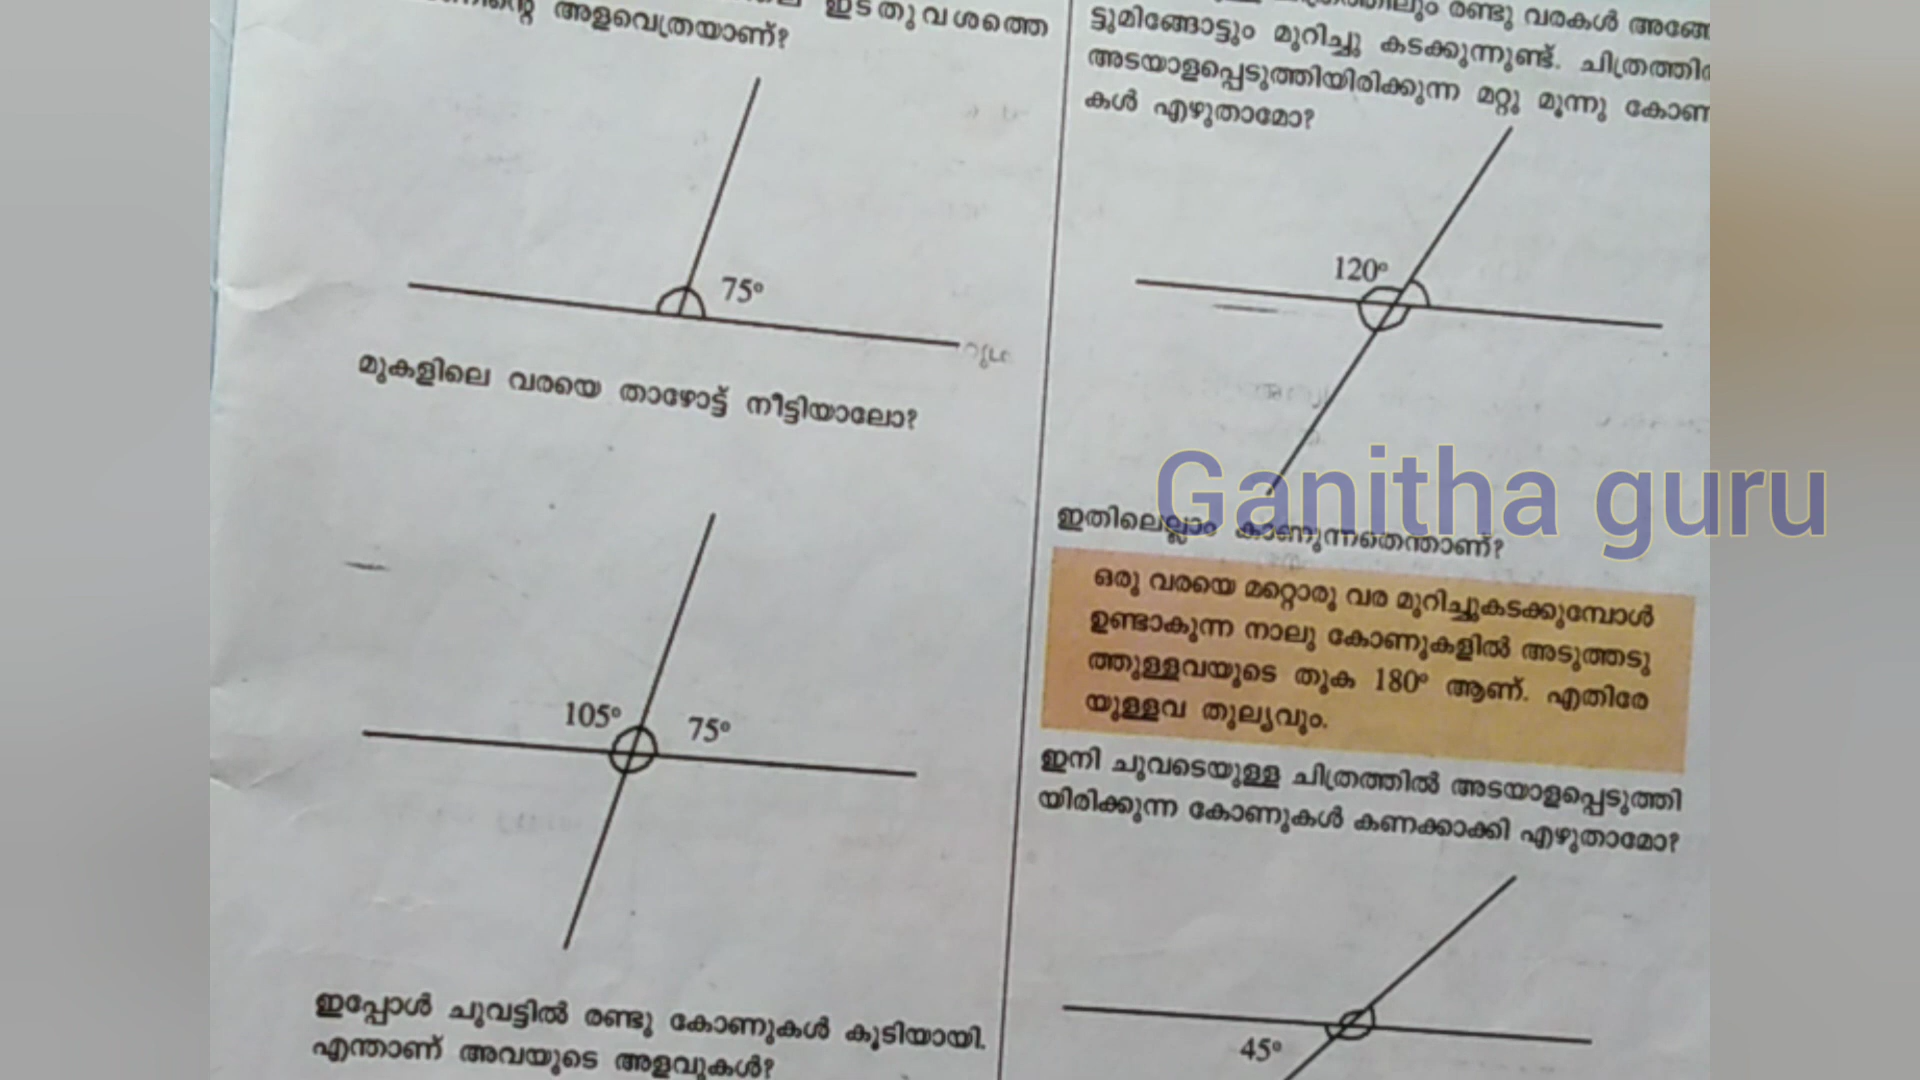 ഇടതുവശത്തെ
അളവെത്രയാണ്?
75°
മുകളിലെ വരയെ താഴോട്ട് നീട്ടിയാലോ?
105°
75°
ഇപ്പോൾ ചുവട്ടിൽ രണ്ടു കോണുകൾ കൂടിയായി.
എന്താണ് അവയുടെ അളവുകൾ?
രണ്ടു വരകൾ
ട്ടുമിങ്ങോട്ടും മുറിച്ചു കടക്കുന്നുണ്ട്.
അടയാളപ്പെടുത്തിയിരിക്കുന്ന മറ്റു മൂന്നു
കൾ എഴുതാമോ?
120°
Ganitha guru
ഇതിലെല്ലാം കാണുന്നതെന്താണ്?
ഒരു വരയെ മറ്റൊരു വര മുറിച്ചുകടക്കുമ്പോൾ
ഉണ്ടാകുന്ന നാലു കോണുകളിൽ അടുത്തടു
ത്തുള്ളവയുടെ തുക 180° ആണ്. എതിരേ
യുള്ളവ തുല്യവും.
ഇനി ചുവടെയുള്ള ചിത്രത്തിൽ അടയാളപ്പെടുത്തി
യിരിക്കുന്ന കോണുകൾ കണക്കാക്കി എഴുതാമോ?
45°